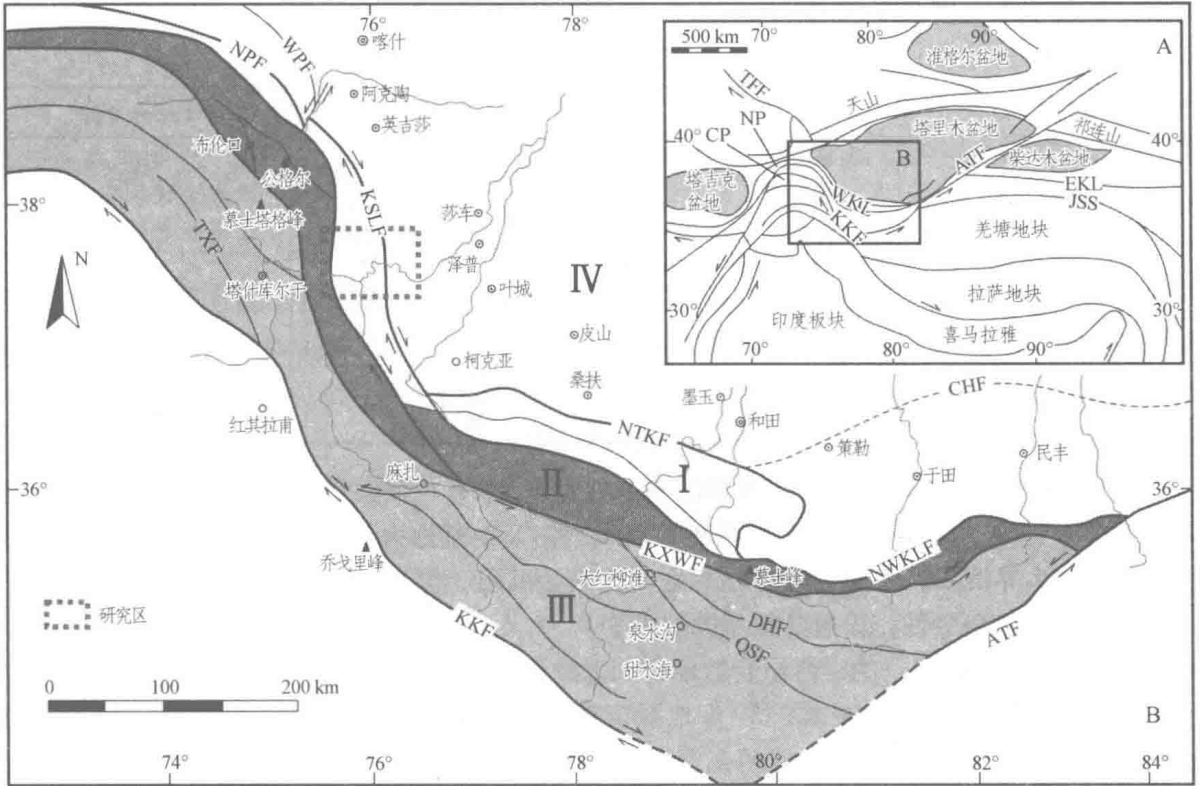 76°
78°
NPF
WPF
喀什
阿克陶
英吉莎
布伦口
公格尔
38°
慕士塔格峰
KSLF
莎车
TXF
泽普
N
塔什库尔干
叶城
IV
皮山
柯克亚
桑扶
红其拉甫
NTKF
墨玉
和田
CHF
策勒
民丰
于田
36°
麻扎
II
I
36°
乔戈里峰
KXWF
慕士峰
NWKLF
大红柳滩
研究区
III
KKF
泉水沟
DHF
QSF
ATF
甜水海
0 100 200 km
B
74°
76°
78°
80°
82°
84°
500 km
70°
80°
90°
A
准格尔盆地
TFF
天山
NP
塔里木盆地
祁连山
40°
CP
40°
B
ATF
柴达木盆地
塔吉克
盆地
WKL
EKL
JSS
KKF
羌塘地块
拉萨地块
30°
印度板块
30°
喜马拉雅
70°
80°
90°